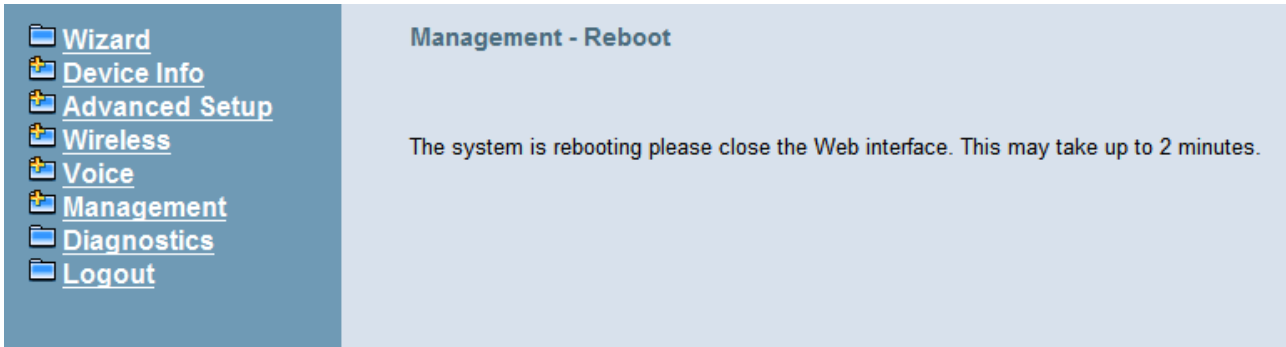 Wizard
Device Info
Advanced Setup
Wireless
Voice
Management
Diagnostics
Logout
Management - Reboot
The system is rebooting please close the Web interface. This may take up to 2 minutes.